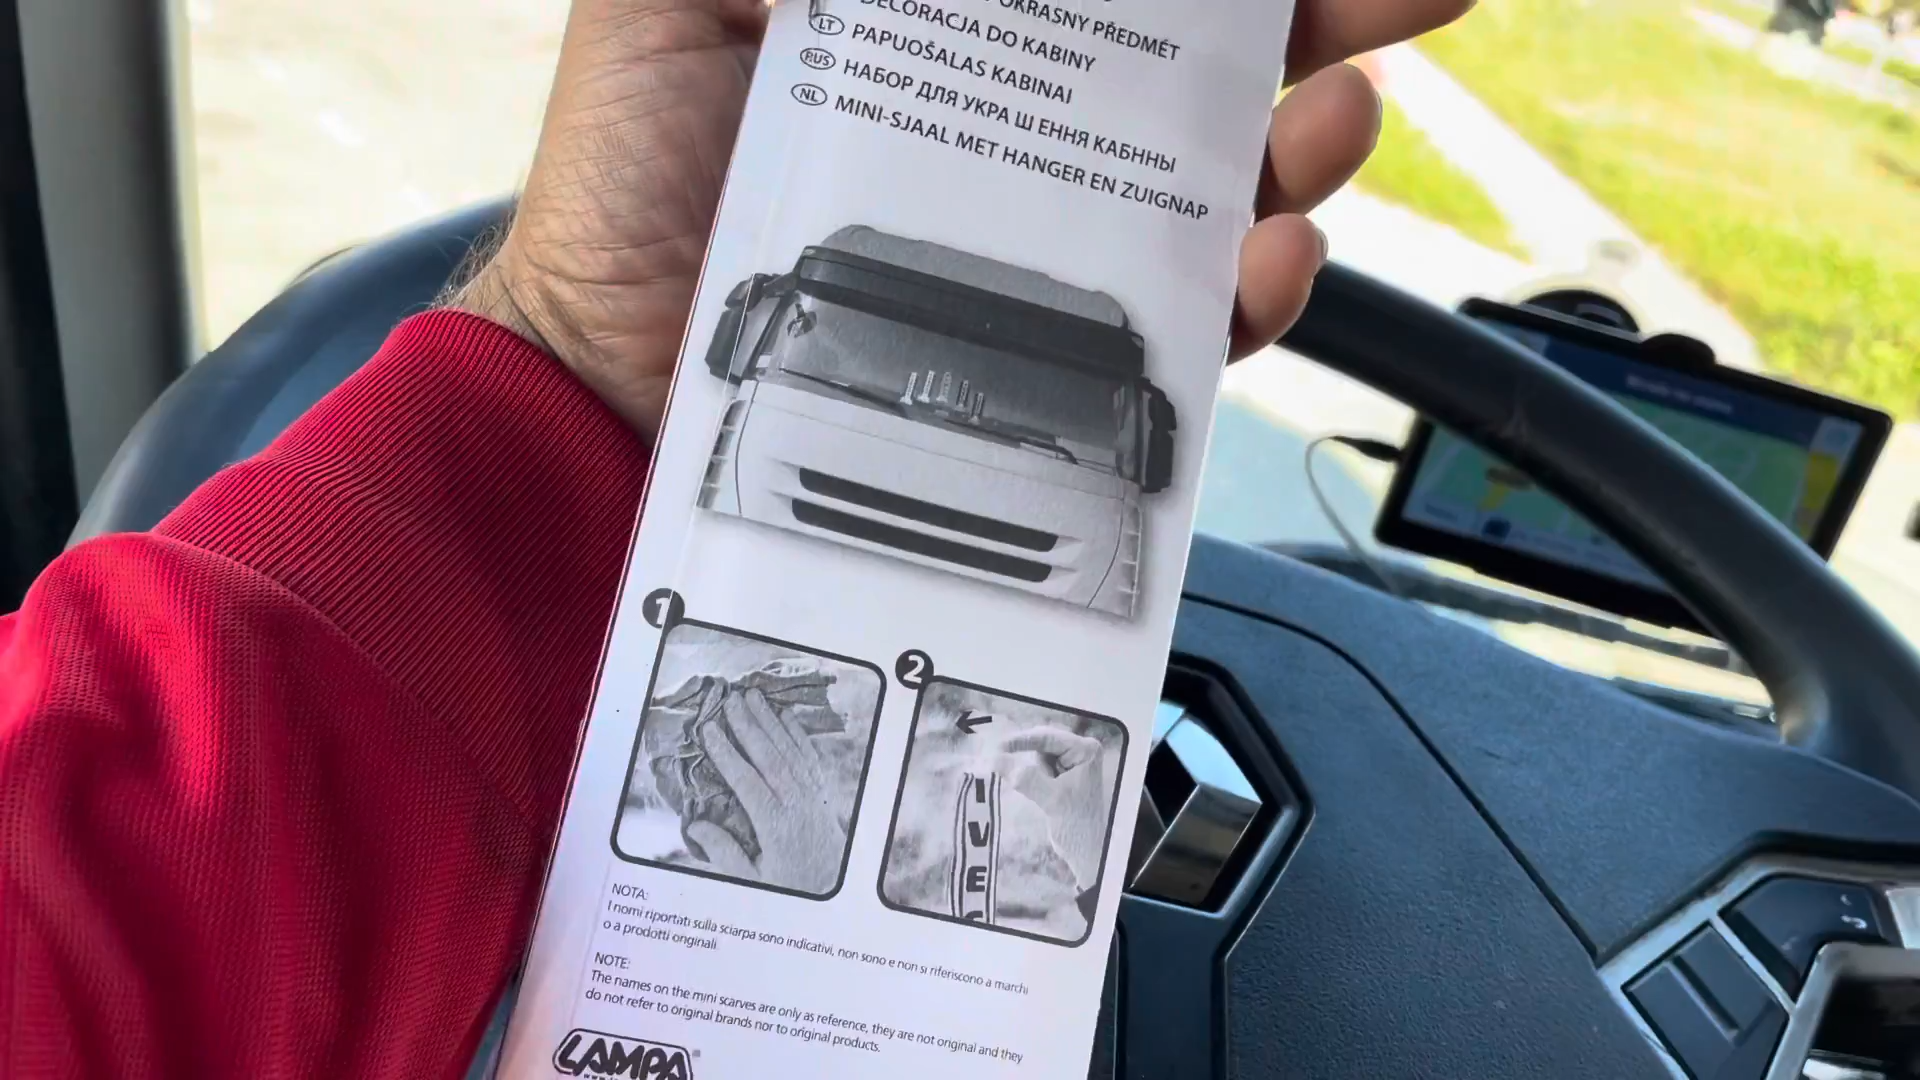 OKRASNÝ PŘEDMĚT
DECORACJA DO KABINY
LT PAPUOŠALAS KABINAI
RUS НАБОР ДЛЯ УКРА Ш ЕННЯ КАБННЫ
NL MINI-SJAAL MET HANGER EN ZUIGNAP
1
2
I
V
E
NOTA:
I nomi riportati sulla sciarpa sono indicativi, non sono e non si riferiscono a marchi
o a prodotti originali
NOTE:
The names on the mini scarves are only as reference, they are not original and they
do not refer to original brands nor to original products.
LAMPA